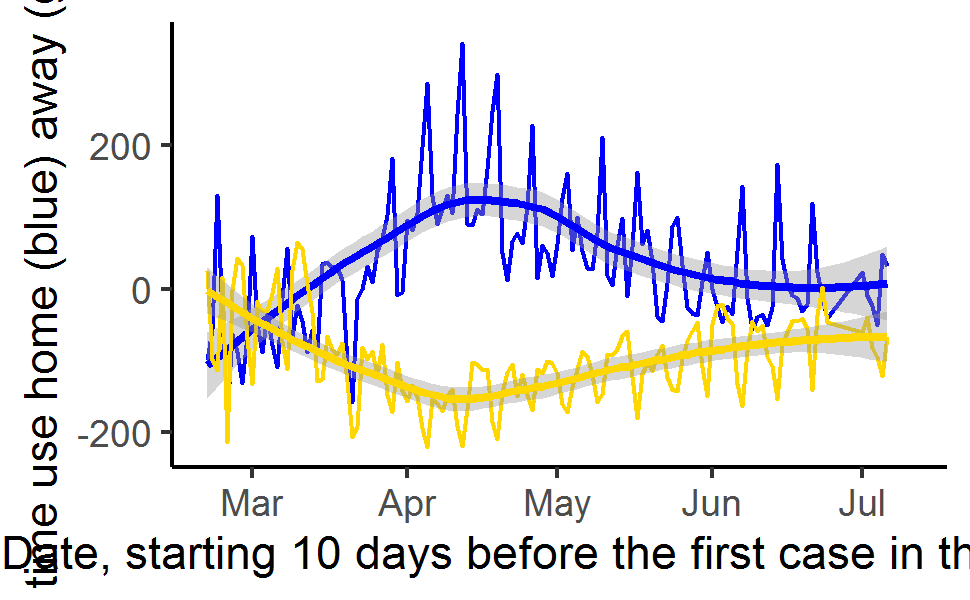 time use home (blue) away (
200
0
-200
Mar Apr May Jun Jul
Date, starting 10 days before the first case in th